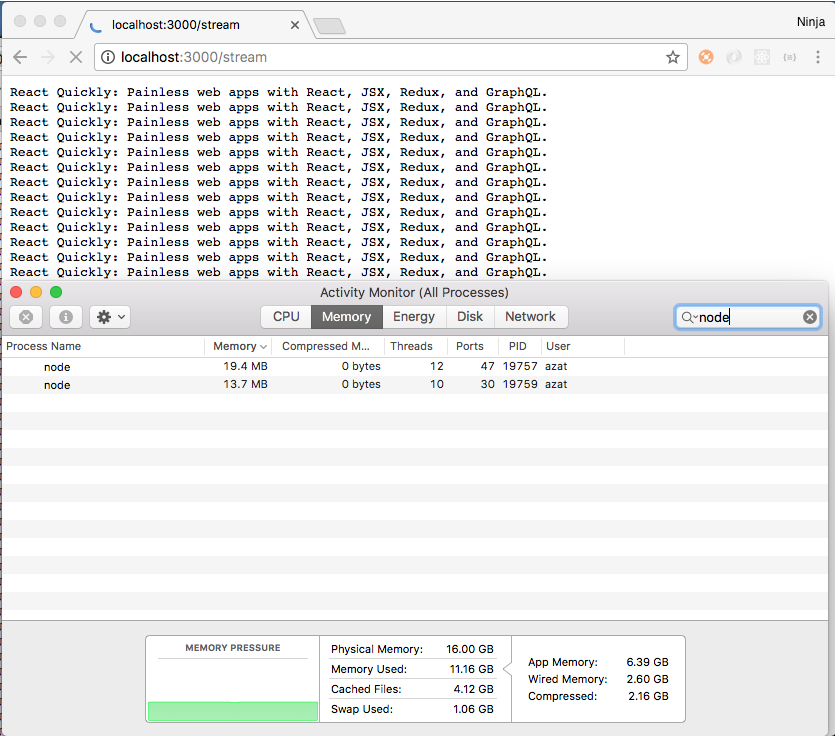 localhost:3000/stream
Ninja
localhost:3000/stream
React Quickly: Painless web apps with React, JSX, Redux, and GraphQL.
React Quickly: Painless web apps with React, JSX, Redux, and GraphQL.
React Quickly: Painless web apps with React, JSX, Redux, and GraphQL.
React Quickly: Painless web apps with React, JSX, Redux, and GraphQL.
React Quickly: Painless web apps with React, JSX, Redux, and GraphQL.
React Quickly: Painless web apps with React, JSX, Redux, and GraphQL.
React Quickly: Painless web apps with React, JSX, Redux, and GraphQL.
React Quickly: Painless web apps with React, JSX, Redux, and GraphQL.
React Quickly: Painless web apps with React, JSX, Redux, and GraphQL.
React Quickly: Painless web apps with React, JSX, Redux, and GraphQL.
React Quickly: Painless web apps with React, JSX, Redux, and GraphQL.
React Quickly: Painless web apps with React, JSX, Redux, and GraphQL.
React Quickly: Painless web apps with React, JSX, Redux, and GraphQL.
Activity Monitor (All Processes)
CPU Memory Energy Disk Network node
Process Name Memory Compressed M... Threads Ports PID User
node 19.4 MB 0 bytes 12 47 19757 azat
node 13.7 MB 0 bytes 10 30 19759 azat
MEMORY PRESSURE
Physical Memory: 16.00 GB
Memory Used: 11.16 GB
Cached Files: 4.12 GB
Swap Used: 1.06 GB
App Memory: 6.39 GB
Wired Memory: 2.60 GB
Compressed: 2.16 GB